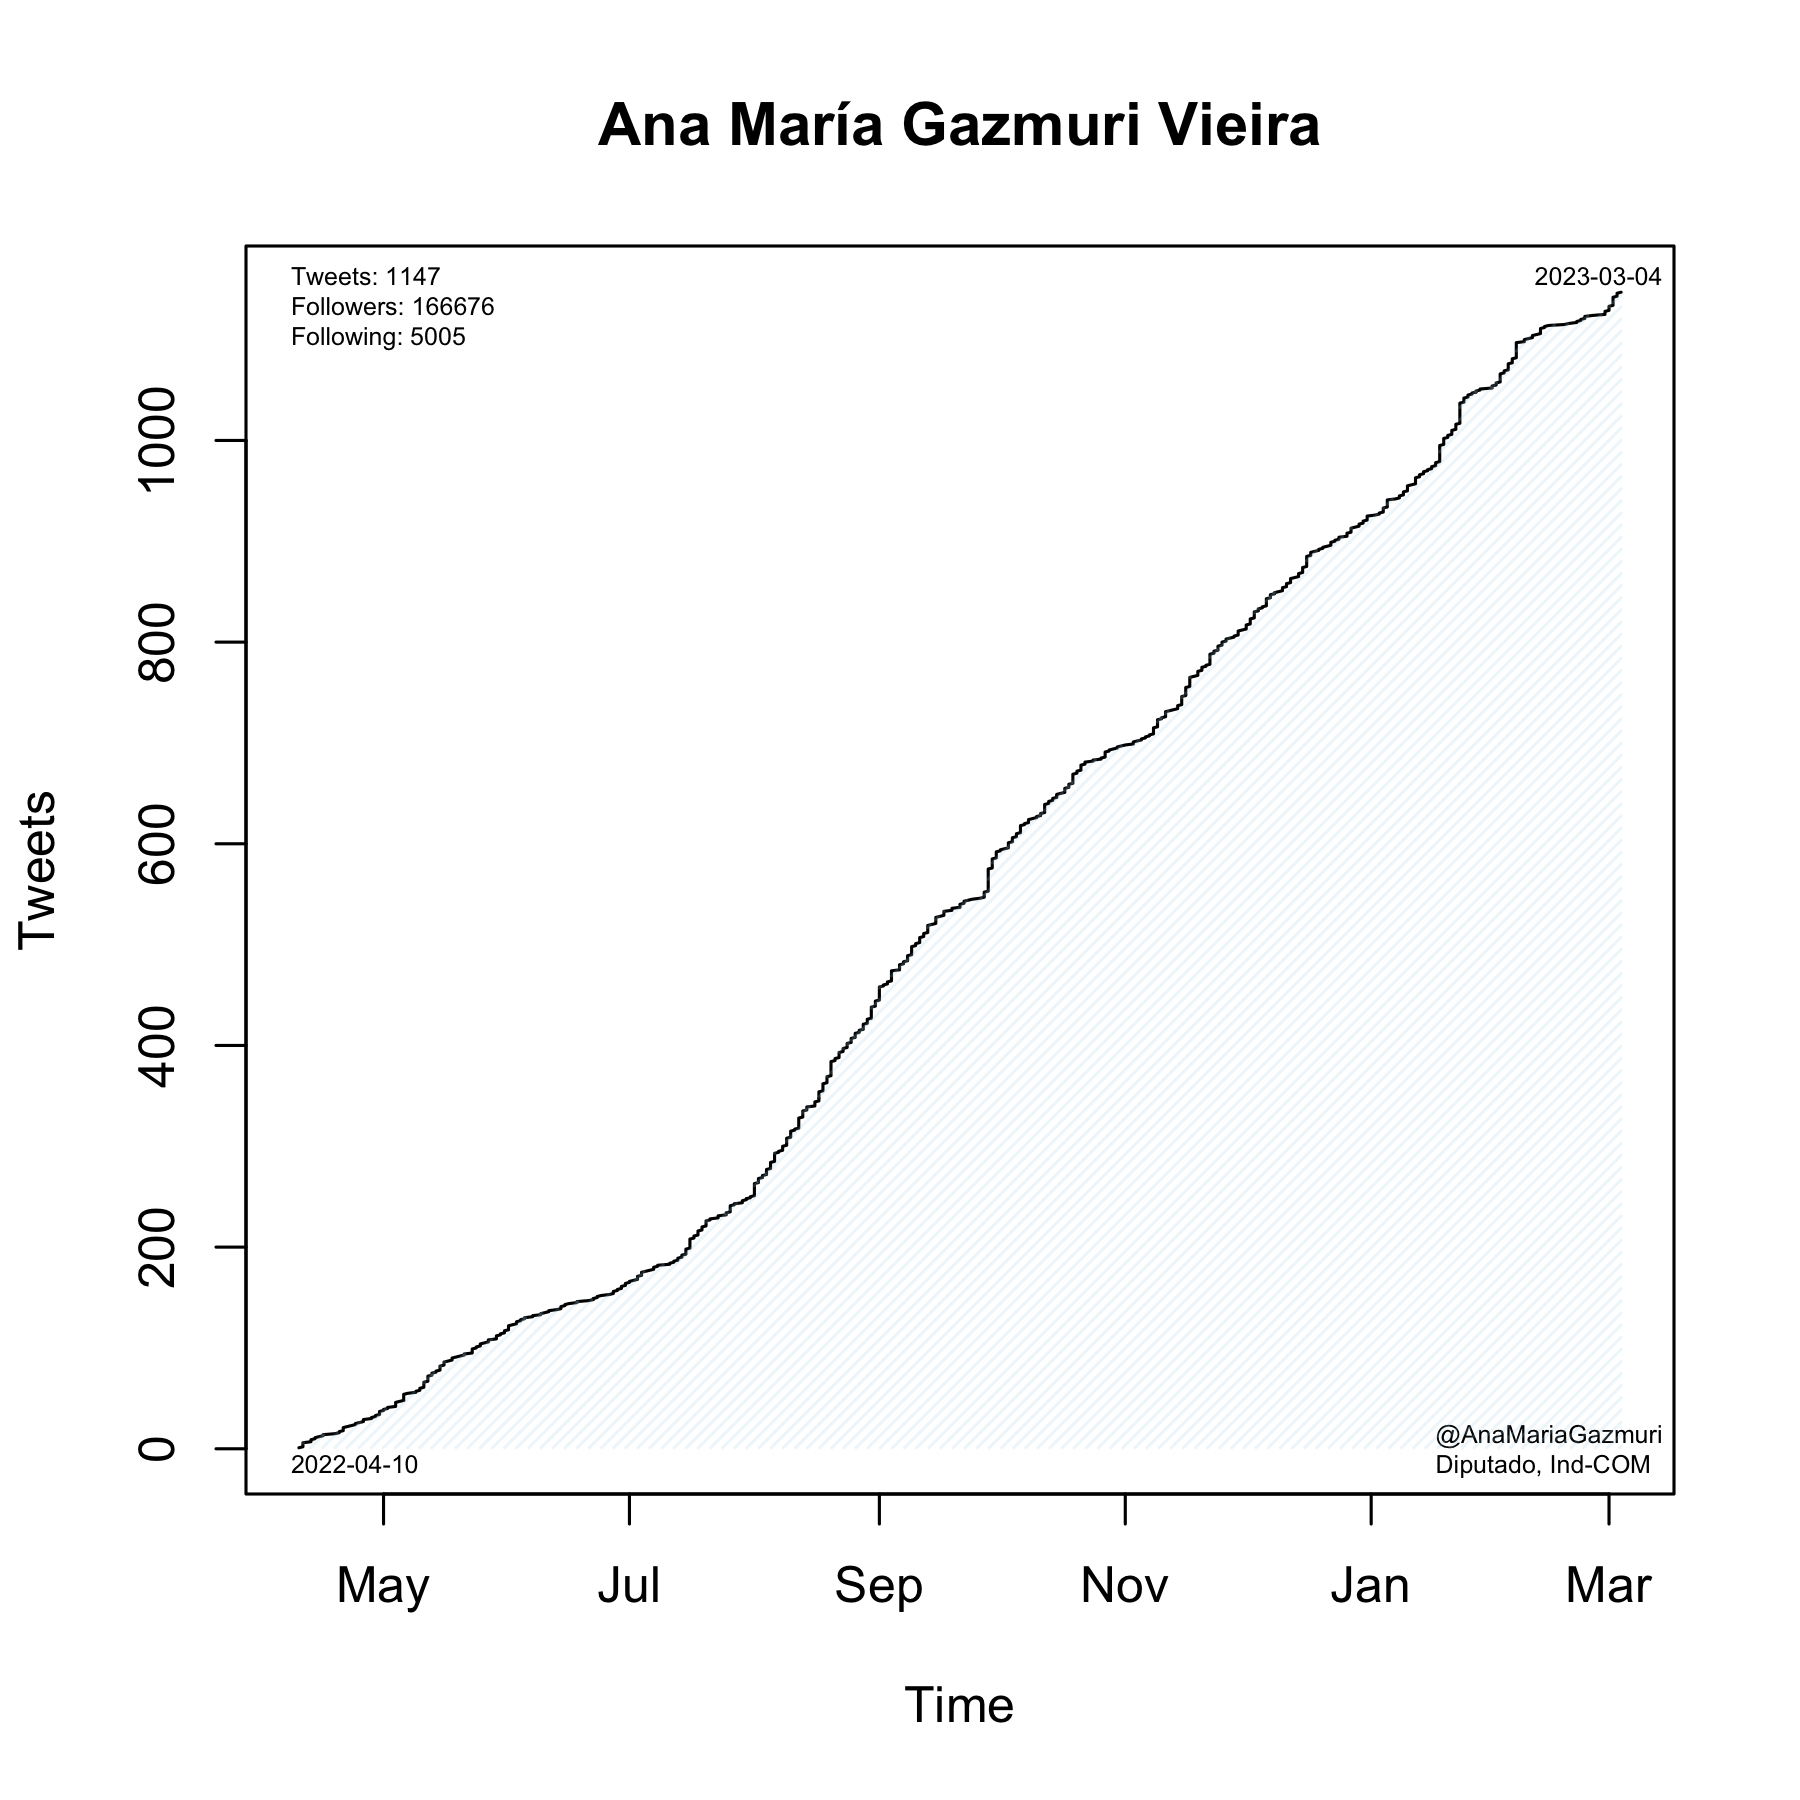 Ana María Gazmuri Vieira
Tweets: 1147
Followers: 166676
Following: 5005
2023-03-04
Tweets
1000
800
600
400
200
0
2022-04-10
@AnaMariaGazmuri
Diputado, Ind-COM
May
Jul
Sep
Nov
Jan
Mar
Time